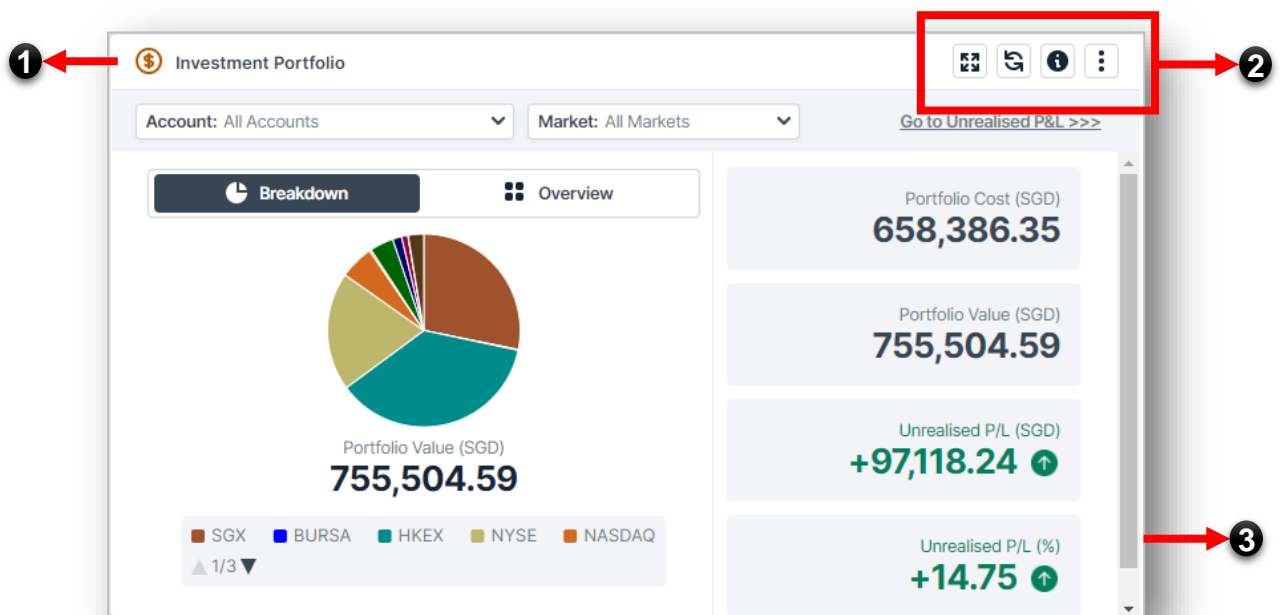 1
Investment Portfolio
2
Account: All Accounts
Market: All Markets
Go to Unrealised P&L >>>
Breakdown
Overview
Portfolio Value (SGD)
755,504.59
SGX BURSA HKEX NYSE NASDAQ
1/3
Portfolio Cost (SGD)
658,386.35
Portfolio Value (SGD)
755,504.59
Unrealised P/L (SGD)
+97,118.24
Unrealised P/L (%)
+14.75
3